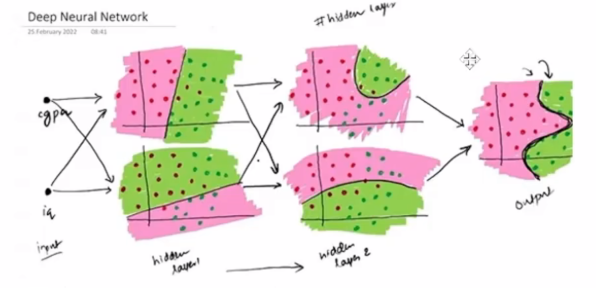 Deep Neural Network
25 February 2022 08:41
# hidden layer
cgpa
iq
input
hidden
layer 1
hidden
layer 2
output